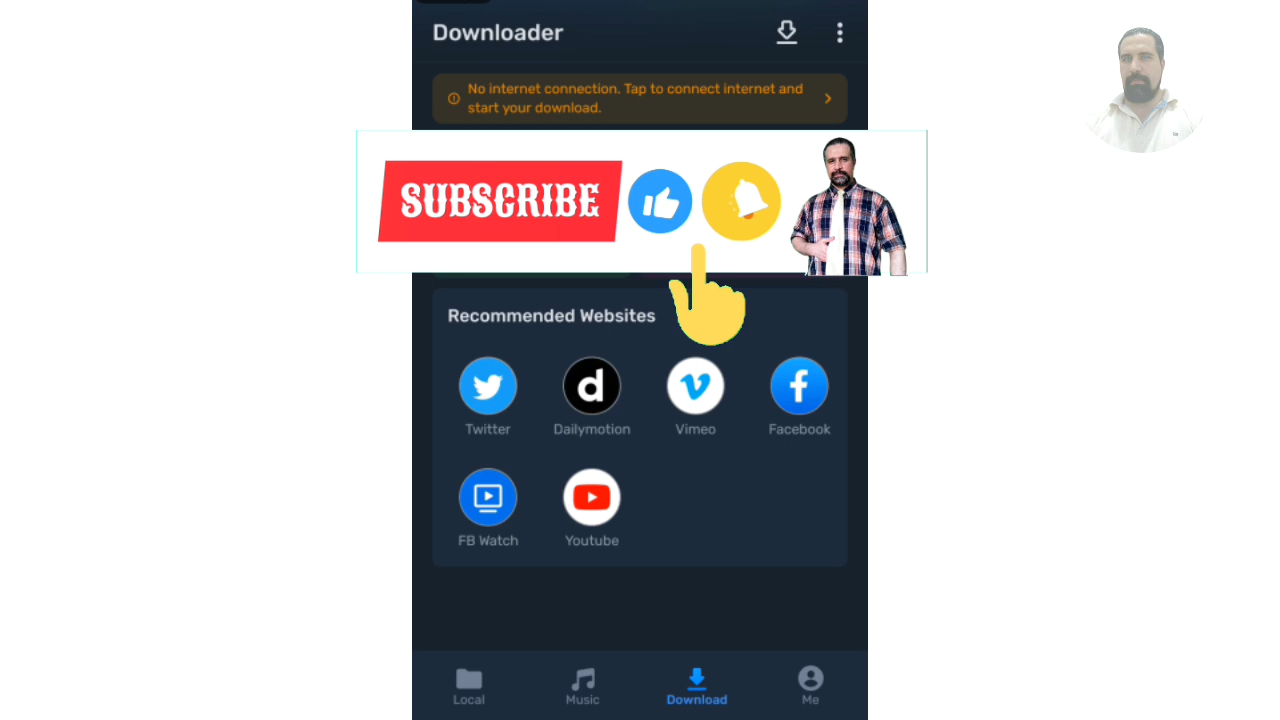 Downloader
No internet connection. Tap to connect internet and
start your download.
SUBSCRIBE
Recommended Websites
Twitter
Dailymotion
Vimeo
Facebook
FB Watch
Youtube
Local
Music
Download
Me